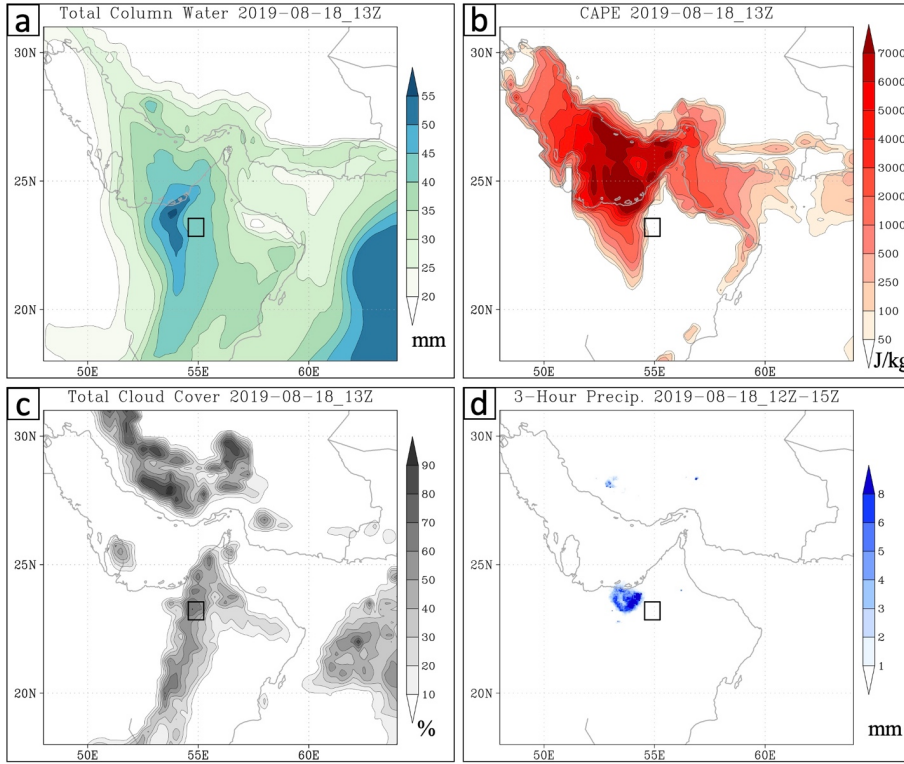 a
Total Column Water 2019-08-18_13Z
30N
25N
20N
50E 55E 60E
55
50
45
40
35
30
25
20
mm
b
CAPE 2019-08-18_13Z
30N
25N
20N
50E 55E 60E
7000
6000
5000
4000
3000
2000
1000
500
250
100
50
J/kg
c
Total Cloud Cover 2019-08-18_13Z
30N
25N
20N
50E 55E 60E
90
80
70
60
50
40
30
20
10
%
d
3-Hour Precip. 2019-08-18_12Z-15Z
30N
25N
20N
50E 55E 60E
8
6
5
4
3
2
1
mm